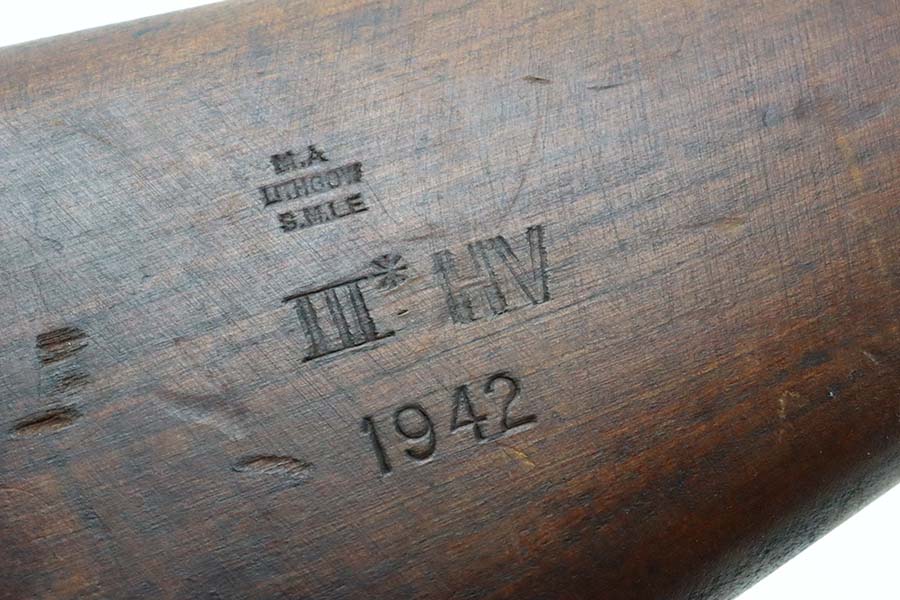 M.A
LITHGOW
S.M.L.E
III* HV
1942